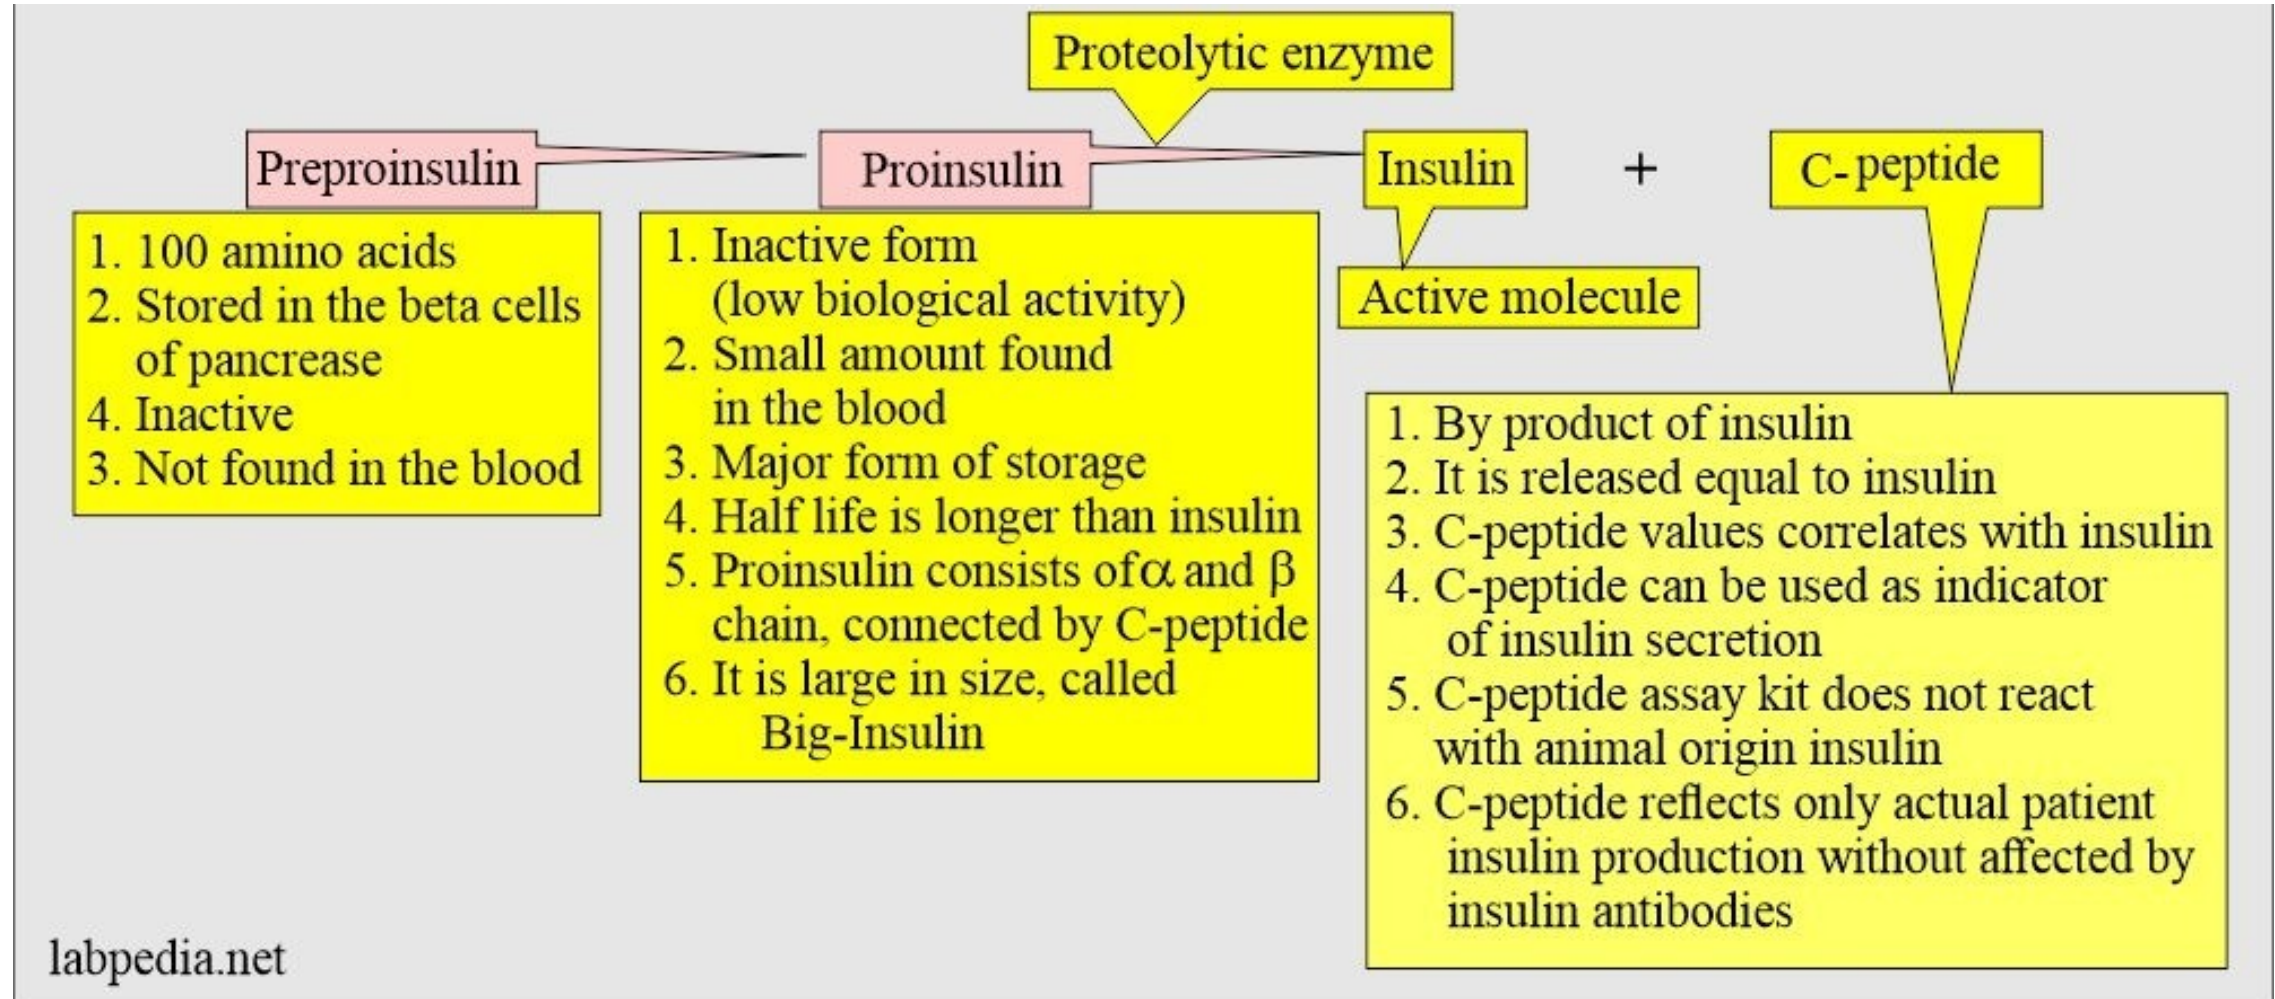 Proteolytic enzyme
Preproinsulin
Proinsulin
Insulin
+
C-peptide
1. 100 amino acids
2. Stored in the beta cells
of pancrease
4. Inactive
3. Not found in the blood
1. Inactive form
(low biological activity)
2. Small amount found
in the blood
3. Major form of storage
4. Half life is longer than insulin
5. Proinsulin consists of α and β
chain, connected by C-peptide
6. It is large in size, called
Big-Insulin
Active molecule
1. By product of insulin
2. It is released equal to insulin
3. C-peptide values correlates with insulin
4. C-peptide can be used as indicator
of insulin secretion
5. C-peptide assay kit does not react
with animal origin insulin
6. C-peptide reflects only actual patient
insulin production without affected by
insulin antibodies
labpedia.net